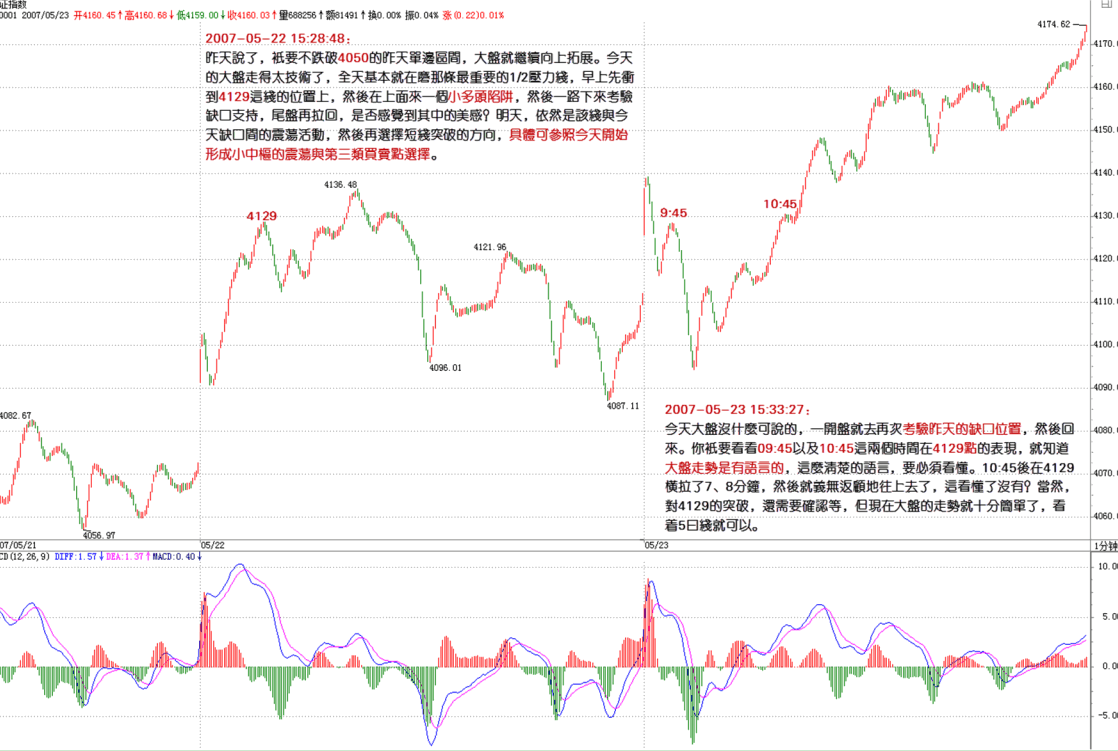 证指数
0001 2007/05/23 开4160.45↑高4160.68↓低4159.00↓收4160.03↑量688256↑额81491↑换0.00% 振0.04% 涨(0.22)0.01%
4174.62
2007-05-22 15:28:48：
昨天說了，衹要不跌破4050的昨天單邊區間，大盤就繼續向上拓展。今天
的大盤走得太技術了，全天基本就在磨那條最重要的1/2壓力綫，早上先衝
到4129這綫的位置上，然後在上面來一個小多頭陷阱，然後一路下來考驗
缺口支持，尾盤再拉回，是否感覺到其中的美感？明天，依然是該綫與今
天缺口間的震蕩活動，然後再選擇短綫突破的方向，具體可參照今天開始
形成小中樞的震蕩與第三類買賣點選擇。
4170.
4160.
4150.
4140.
4130.
4120.
4110.
4100.
4090.
4080.
4070.
4060.
4136.48
4129
4121.96
9:45
10:45
4096.01
4087.11
4082.67
4056.97
2007-05-23 15:33:27；
今天大盤沒什麼可說的，一開盤就去再次考驗昨天的缺口位置，然後回
來。你衹要看看09:45以及10:45這兩個時間在4129點的表現，就知道
大盤走勢是有語言的，這麼清楚的語言，要必須看懂。10:45後在4129
橫拉了7、8分鐘，然後就義無返顧地往上去了，這看懂了沒有？當然，
對4129的突破，還需要確認等，但現在大盤的走勢就十分簡單了，看
着5日綫就可以。
07/05/21
05/22
05/23
1分钟
CD(12,26,9) DIFF:1.57↓ DEA:1.37↑ MACD:0.40↓
10.0
5.00
0.00
-5.0